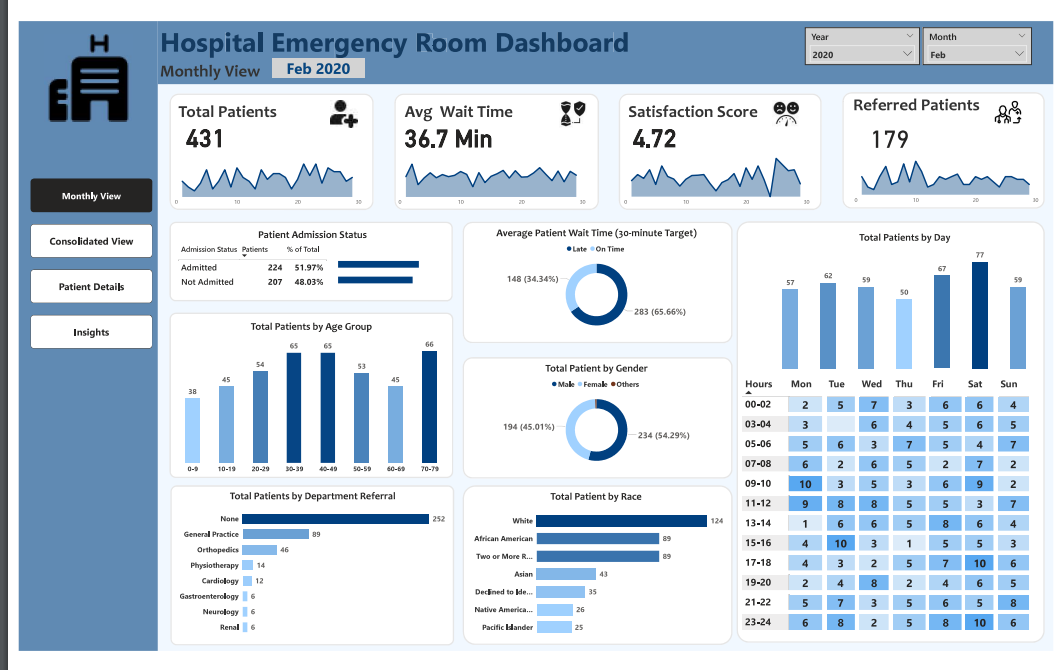 H
Hospital Emergency Room Dashboard
Monthly View Feb 2020
Year
2020
Month
Feb
Monthly View
Consolidated View
Patient Details
Insights
Total Patients
431
0 10 20 30
Avg Wait Time
36.7 Min
0 10 20 30
Satisfaction Score
4.72
0 10 20 30
Referred Patients
179
0 10 20 30
Patient Admission Status
Admission Status Patients % of Total
Admitted 224 51.97%
Not Admitted 207 48.03%
Total Patients by Age Group
38 45 54 65 65 53 45 66
0-9 10-19 20-29 30-39 40-49 50-59 60-69 70-79
Total Patients by Department Referral
None 252
General Practice 89
Orthopedics 46
Physiotherapy 14
Cardiology 12
Gastroenterology 6
Neurology 6
Renal 6
Average Patient Wait Time (30-minute Target)
Late On Time
148 (34.34%)
283 (65.66%)
Total Patient by Gender
Male Female Others
194 (45.01%)
234 (54.29%)
Total Patient by Race
White 124
African American 89
Two or More R... 89
Asian 43
Declined to Ide... 35
Native America... 26
Pacific Islander 25
Total Patients by Day
57 62 59 50 67 77 59
Hours Mon Tue Wed Thu Fri Sat Sun
00-02 2 5 7 3 6 6 4
03-04 3 6 4 5 6 5
05-06 5 6 3 7 5 4 7
07-08 6 2 6 5 2 7 2
09-10 10 3 5 3 6 9 2
11-12 9 8 8 5 5 3 7
13-14 1 6 6 5 8 6 4
15-16 4 10 3 1 5 5 3
17-18 4 3 2 5 7 10 6
19-20 2 4 8 2 4 6 5
21-22 5 7 3 5 6 5 8
23-24 6 8 2 5 8 10 6